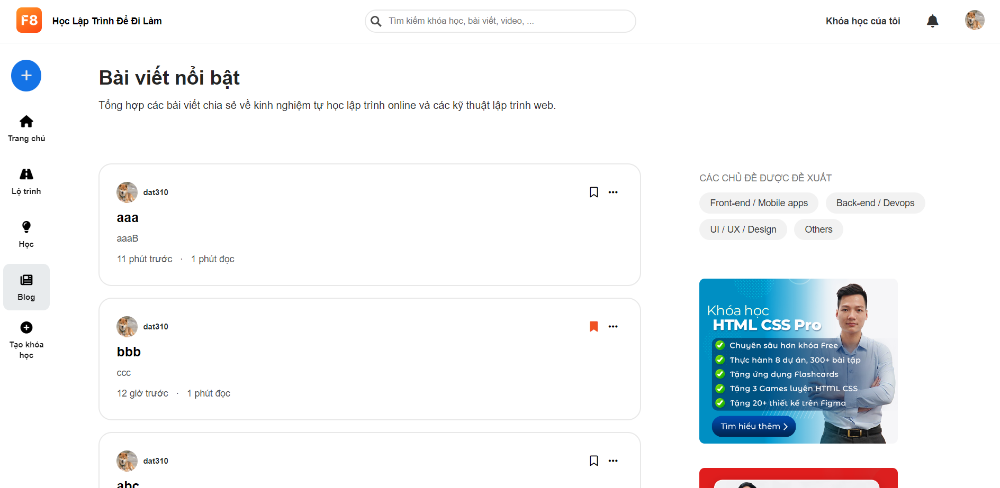 F8
Học Lập Trình Để Đi Làm
Tìm kiếm khóa học, bài viết, video, ...
Khóa học của tôi
Trang chủ
Lộ trình
Học
Blog
Tạo khóa
học
Bài viết nổi bật
Tổng hợp các bài viết chia sẻ về kinh nghiệm tự học lập trình online và các kỹ thuật lập trình web.
dat310
aaa
aaaB
11 phút trước · 1 phút đọc
dat310
bbb
ccc
12 giờ trước · 1 phút đọc
dat310
abc
CÁC CHỦ ĐỀ ĐƯỢC ĐỀ XUẤT
Front-end / Mobile apps
Back-end / Devops
UI / UX / Design
Others
Khóa học
HTML CSS Pro
Chuyên sâu hơn khóa Free
Thực hành 8 dự án, 300+ bài tập
Tặng ứng dụng Flashcards
Tặng 3 Games luyện HTML CSS
Tặng 20+ thiết kế trên Figma
Tìm hiểu thêm